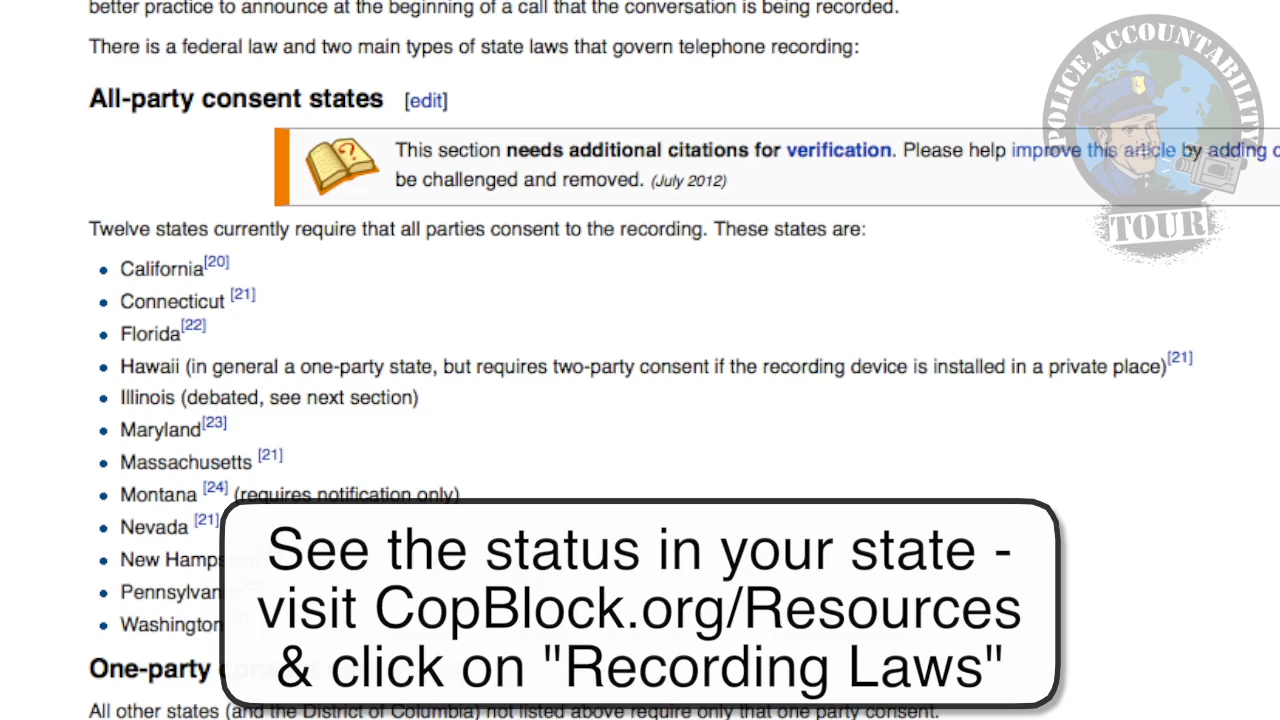 better practice to announce at the beginning of a call that the conversation is being recorded.
There is a federal law and two main types of state laws that govern telephone recording:
All-party consent states [edit]
This section needs additional citations for verification. Please help improve this article by adding c
be challenged and removed. (July 2012)
POLICE ACCOUNTABILITY
TOUR
Twelve states currently require that all parties consent to the recording. These states are:
California[20]
Connecticut [21]
Florida[22]
Hawaii (in general a one-party state, but requires two-party consent if the recording device is installed in a private place)[21]
Illinois (debated, see next section)
Maryland[23]
Massachusetts [21]
Montana [24] (requires notification only)
Nevada [21]
New Hamps
Pennsylvan
Washington
See the status in your state -
visit CopBlock.org/Resources
& click on "Recording Laws"
One-party consent
All other states (and the District of Columbia) not listed above require only that one party consent.